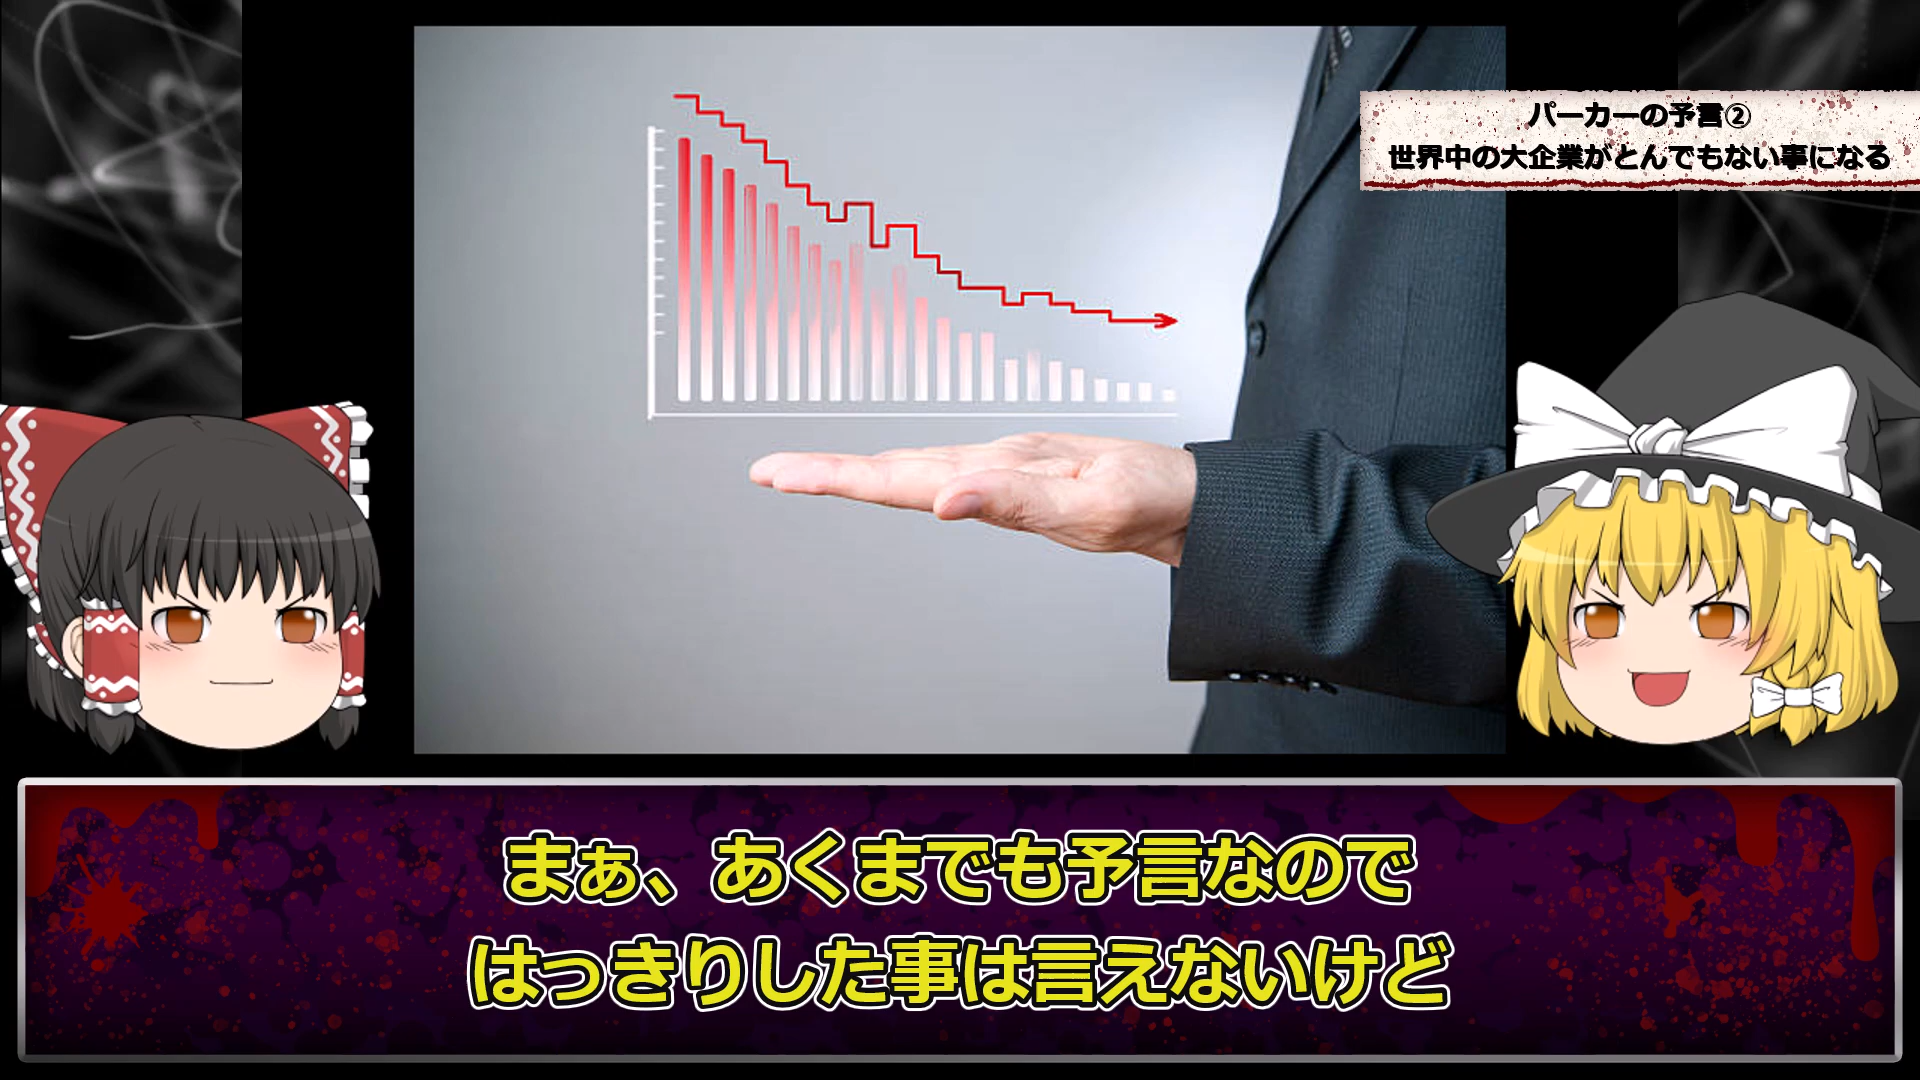 パーカーの予言②
世界中の大企業がとんでもない事になる
まぁ、あくまでも予言なので
はっきりした事は言えないけど